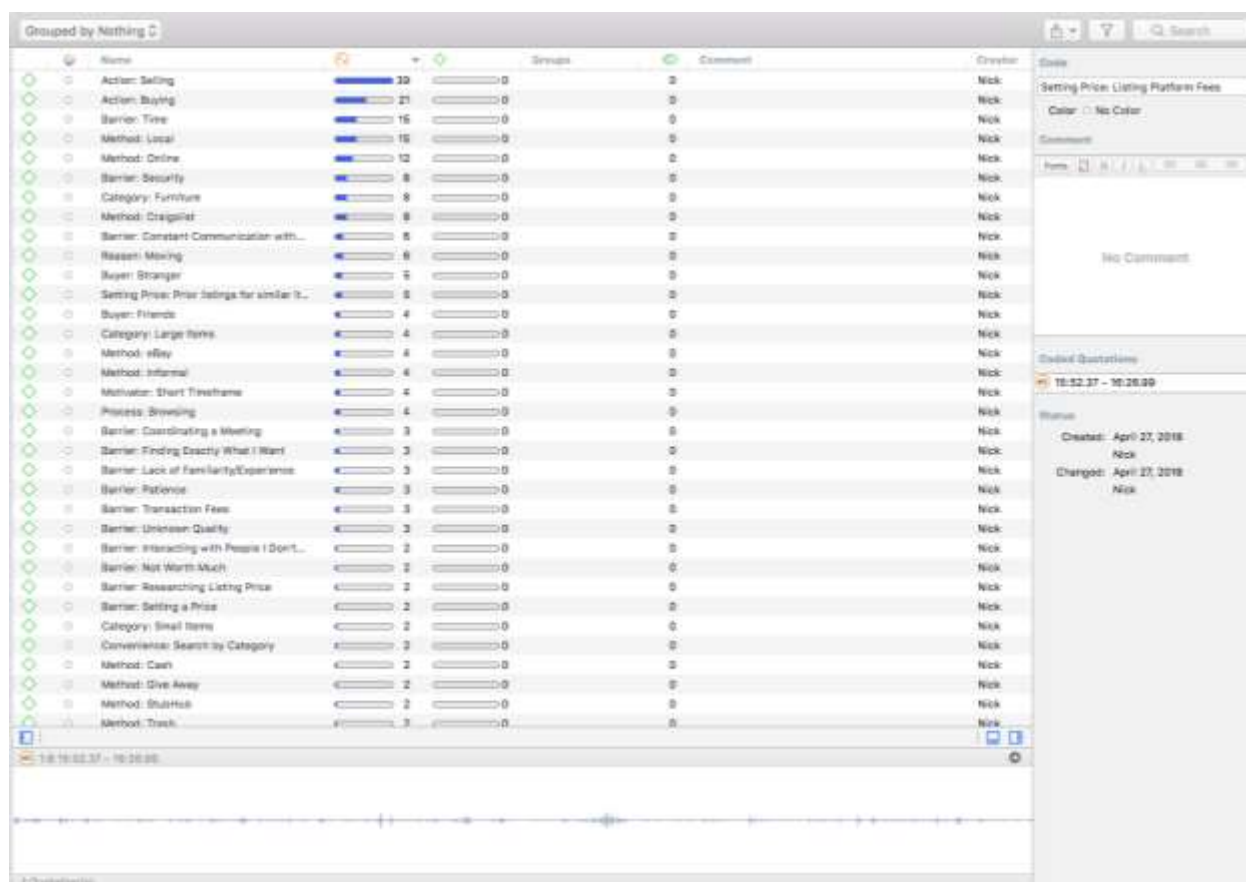 Grouped by Nothing
Search
Name Groups Comment Creator
Action: Selling 39 0 0 Nick
Action: Buying 21 0 0 Nick
Barrier: Time 15 0 0 Nick
Method: Local 15 0 0 Nick
Method: Online 12 0 0 Nick
Barrier: Security 8 0 0 Nick
Category: Furniture 8 0 0 Nick
Method: Craigslist 8 0 0 Nick
Barrier: Constant Communication with... 6 0 0 Nick
Reason: Moving 6 0 0 Nick
Buyer: Stranger 5 0 0 Nick
Setting Price: Prior listings for similar it... 5 0 0 Nick
Buyer: Friends 4 0 0 Nick
Category: Large Items 4 0 0 Nick
Method: eBay 4 0 0 Nick
Method: Informal 4 0 0 Nick
Motivator: Short Timeframe 4 0 0 Nick
Process: Browsing 4 0 0 Nick
Barrier: Coordinating a Meeting 3 0 0 Nick
Barrier: Finding Exactly What I Want 3 0 0 Nick
Barrier: Lack of Familiarity/Experience 3 0 0 Nick
Barrier: Patience 3 0 0 Nick
Barrier: Transaction Fees 3 0 0 Nick
Barrier: Unknown Quality 3 0 0 Nick
Barrier: Interacting with People I Don't... 2 0 0 Nick
Barrier: Not Worth Much 2 0 0 Nick
Barrier: Researching Listing Price 2 0 0 Nick
Barrier: Setting a Price 2 0 0 Nick
Category: Small Items 2 0 0 Nick
Convenience: Search by Category 2 0 0 Nick
Method: Cash 2 0 0 Nick
Method: Give Away 2 0 0 Nick
Method: StubHub 2 0 0 Nick
Method: Trash 2 0 0 Nick
Code
Setting Price: Listing Platform Fees
Color No Color
Comment
Fonts
No Comment
Coded Quotations
15:52.37 - 16:26.99
Status
Created: April 27, 2018
Nick
Changed: April 27, 2018
Nick